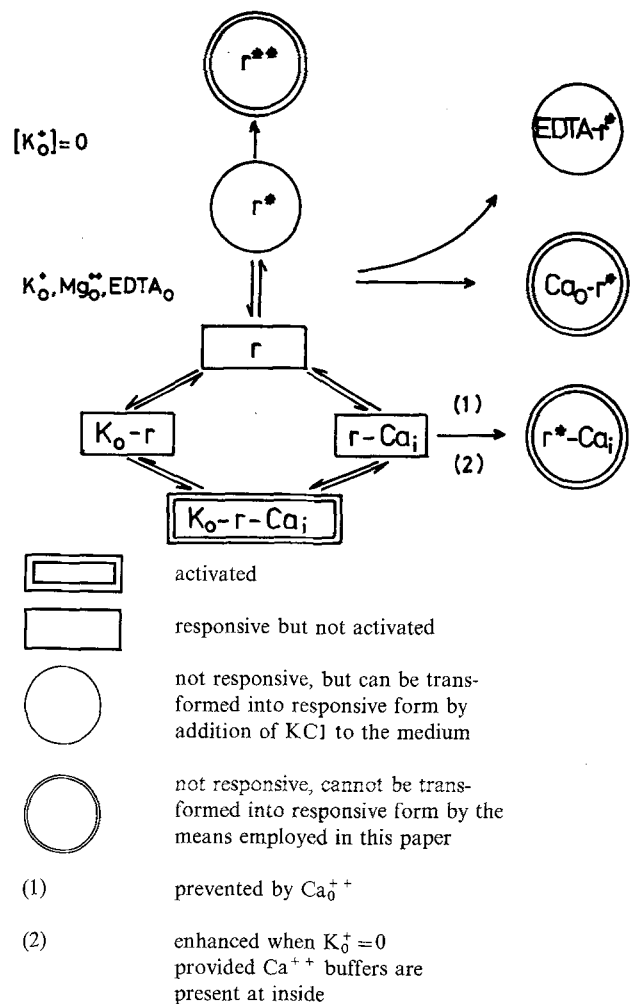 r**
[K₀⁺]=0
r*
EDTA-r*
K₀⁺,Mg₀⁺⁺,EDTA₀
Ca₀-r*
r
K₀-r
r-Caᵢ
(1)
(2)
r*-Caᵢ
K₀-r-Caᵢ
activated
responsive but not activated
not responsive, but can be trans-
formed into responsive form by
addition of KCl to the medium
not responsive, cannot be trans-
formed into responsive form by the
means employed in this paper
(1) prevented by Ca₀⁺⁺
(2) enhanced when K₀⁺=0
provided Ca⁺⁺ buffers are
present at inside